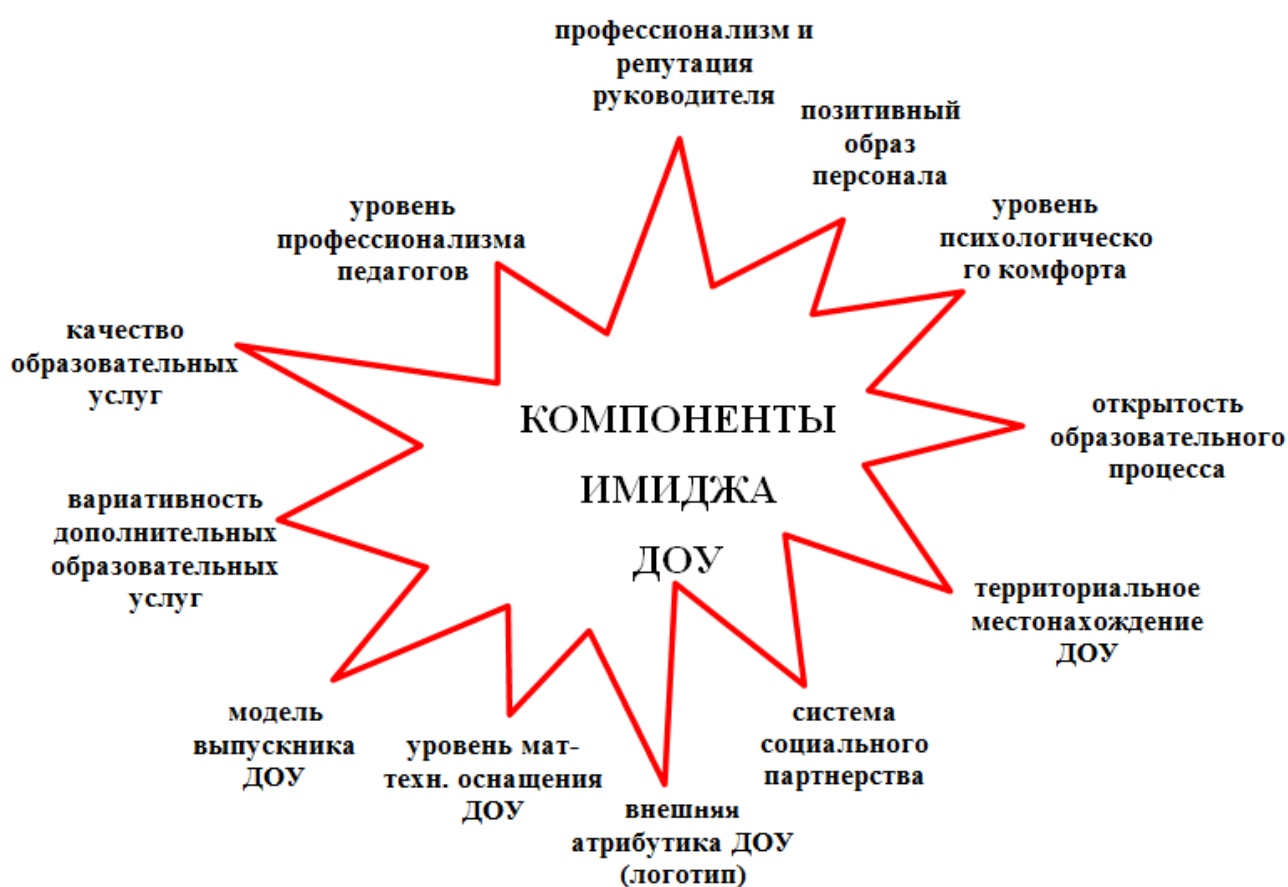 профессионализм и
репутация
руководителя
позитивный
образ
персонала
уровень
психологическо
го комфорта
уровень
профессионализма
педагогов
качество
образовательных
услуг
КОМПОНЕНТЫ
ИМИДЖА
ДОУ
открытость
образовательного
процесса
вариативность
дополнительных
образовательных
услуг
территориальное
местонахождение
ДОУ
модель
выпускника
ДОУ
уровень мат-
техн. оснащения
ДОУ
внешняя
атрибутика ДОУ
(логотип)
система
социального
партнерства